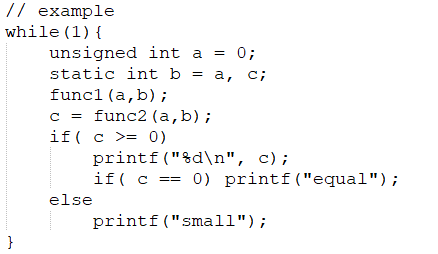 // example
while(1){
unsigned int a = 0;
static int b = a, c;
func1(a,b);
c = func2(a,b);
if( c >= 0)
printf("%d\n", c);
if( c == 0) printf("equal");
else
printf("small");
}